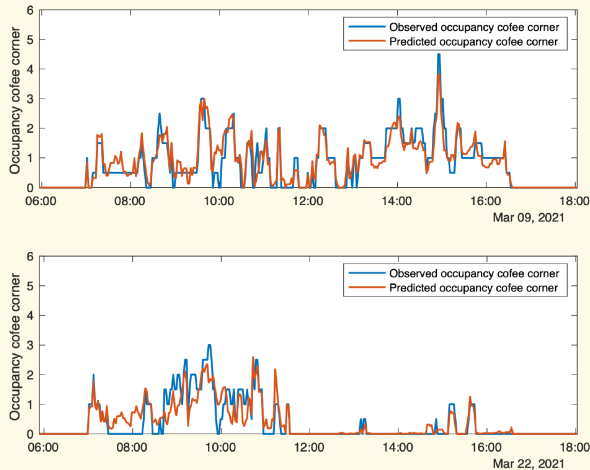 6
Observed occupancy cofee corner
Predicted occupancy cofee corner
5
4
3
2
1
0
Occupancy cofee corner
06:00 08:00 10:00 12:00 14:00 16:00 18:00
Mar 09, 2021
6
Observed occupancy cofee corner
Predicted occupancy cofee corner
5
4
3
2
1
0
Occupancy cofee corner
06:00 08:00 10:00 12:00 14:00 16:00 18:00
Mar 22, 2021